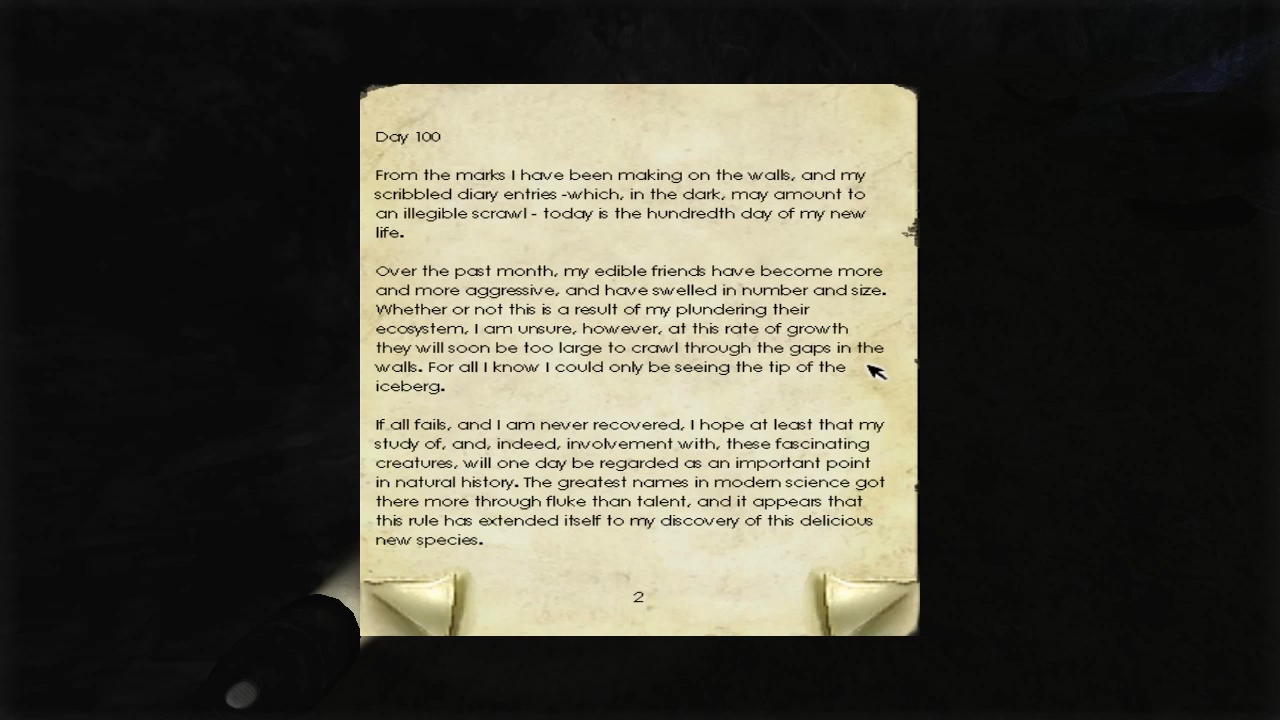 Day 100
From the marks I have been making on the walls, and my
scribbled diary entries -which, in the dark, may amount to
an illegible scrawl - today is the hundredth day of my new
life.
Over the past month, my edible friends have become more
and more aggressive, and have swelled in number and size.
Whether or not this is a result of my plundering their
ecosystem, I am unsure, however, at this rate of growth
they will soon be too large to crawl through the gaps in the
walls. For all I know I could only be seeing the tip of the
iceberg.
If all fails, and I am never recovered, I hope at least that my
study of, and, indeed, involvement with, these fascinating
creatures, will one day be regarded as an important point
in natural history. The greatest names in modern science got
there more through fluke than talent, and it appears that
this rule has extended itself to my discovery of this delicious
new species.
2